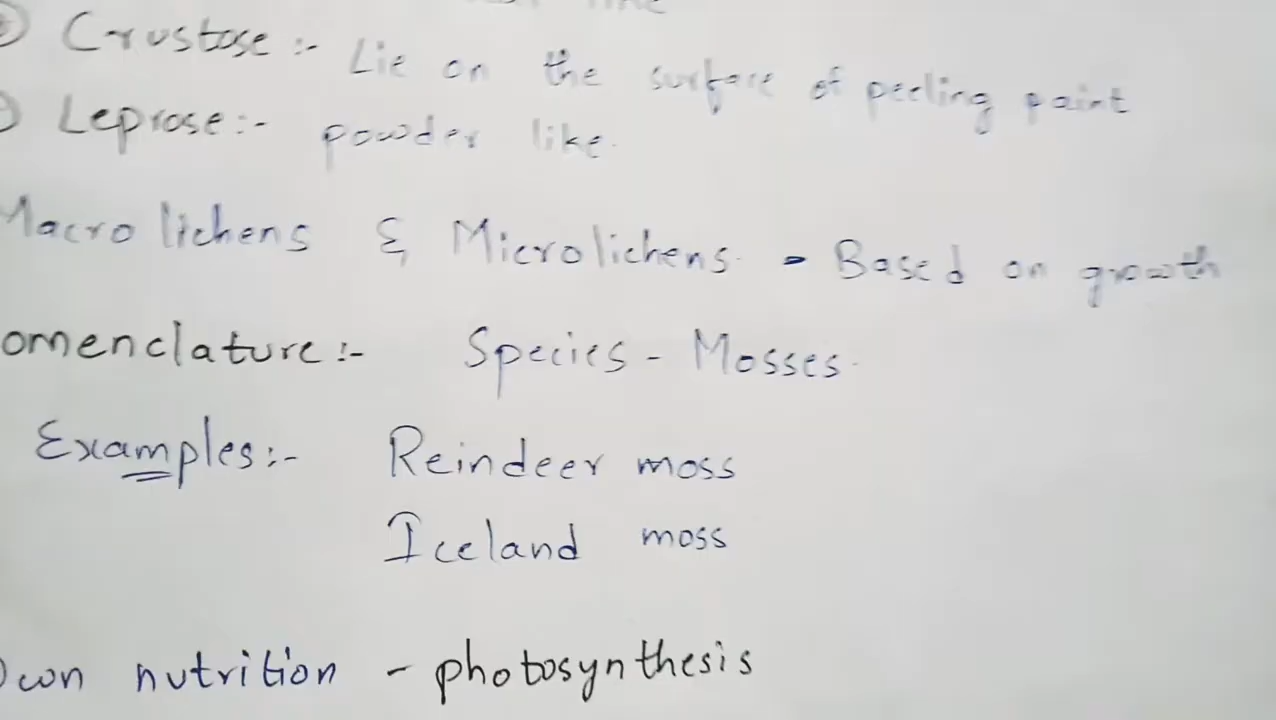 Crustose :- Lie on the surface of peeling paint
Leprose :- powder like.
Macro lichens & Microlichens - Based on growth
omenclature :- Species - Mosses.
Examples :- Reindeer moss
Iceland moss
Own nutrition - photosynthesis